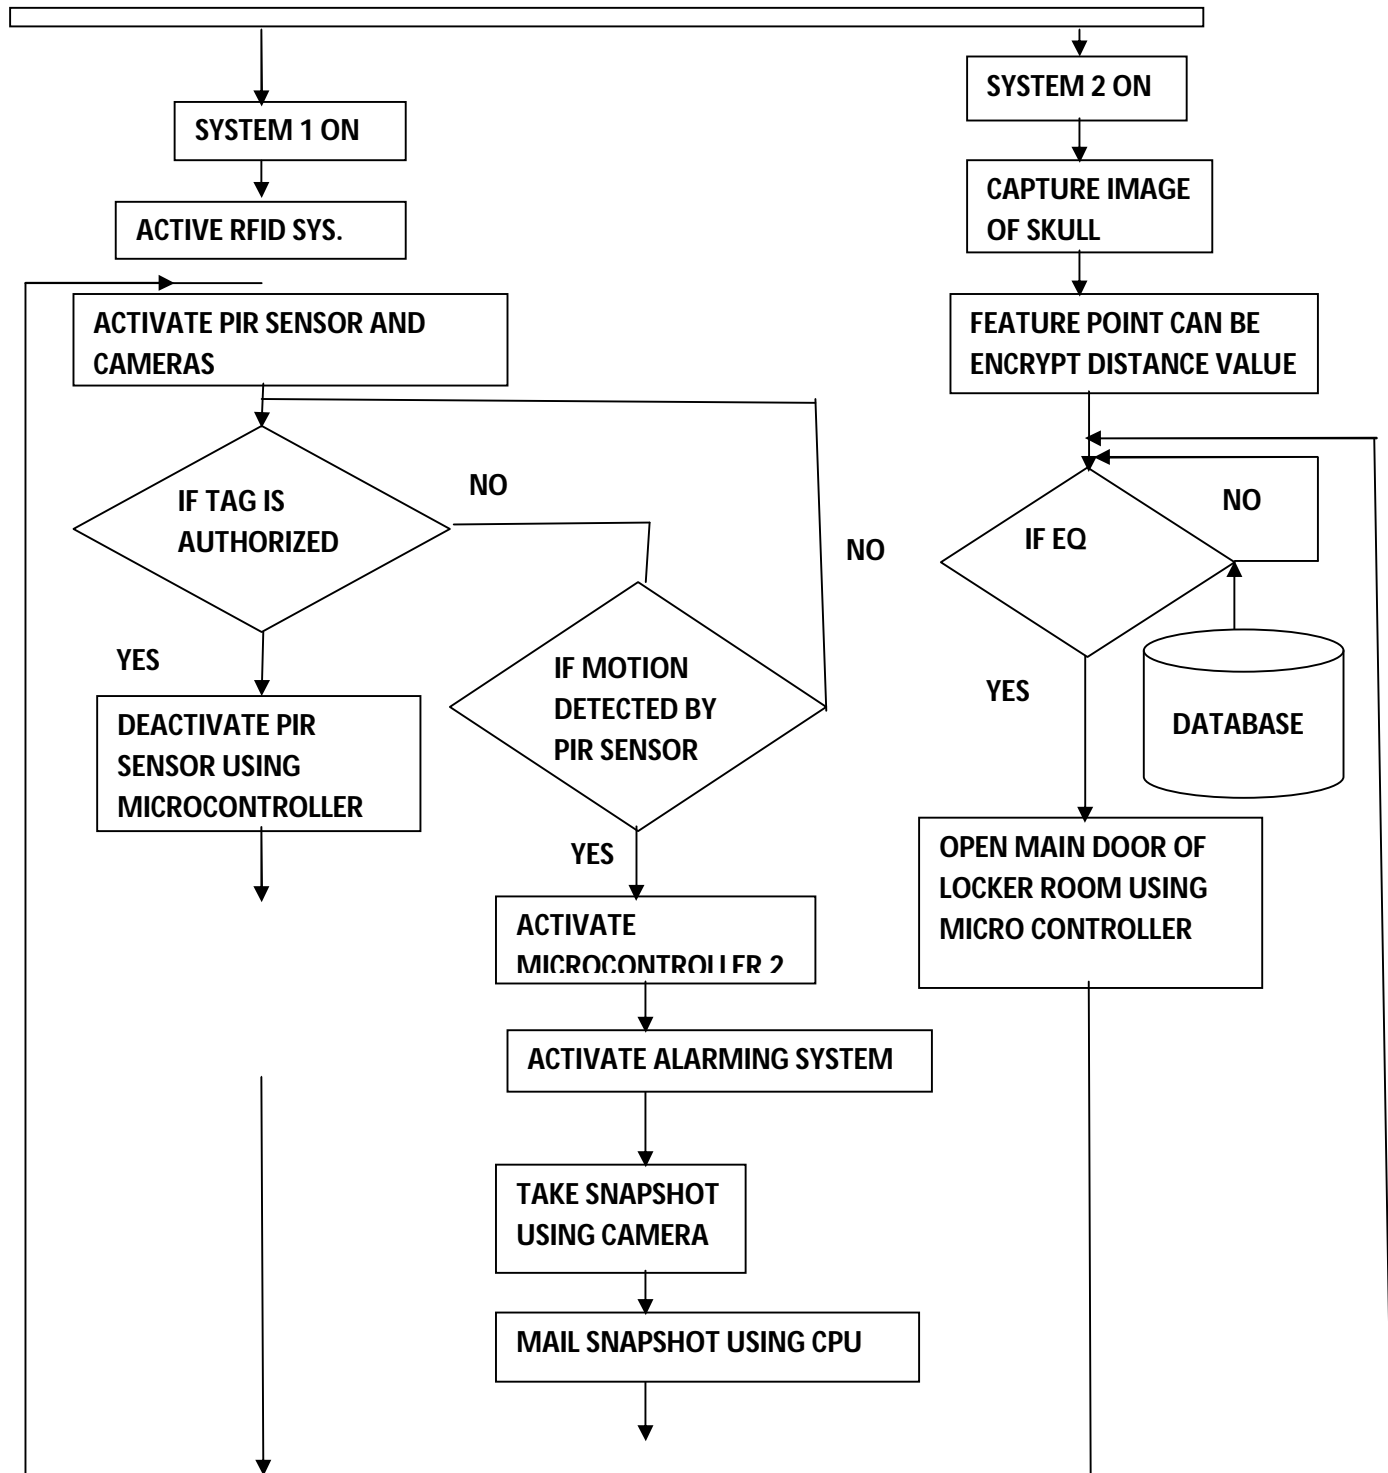 SYSTEM 1 ON
ACTIVE RFID SYS.
ACTIVATE PIR SENSOR AND
CAMERAS
IF TAG IS
AUTHORIZED
NO
YES
DEACTIVATE PIR
SENSOR USING
MICROCONTROLLER
NO
IF MOTION
DETECTED BY
PIR SENSOR
YES
ACTIVATE
MICROCONTROLLER 2
ACTIVATE ALARMING SYSTEM
TAKE SNAPSHOT
USING CAMERA
MAIL SNAPSHOT USING CPU
SYSTEM 2 ON
CAPTURE IMAGE
OF SKULL
FEATURE POINT CAN BE
ENCRYPT DISTANCE VALUE
IF EQ
NO
YES
DATABASE
OPEN MAIN DOOR OF
LOCKER ROOM USING
MICRO CONTROLLER